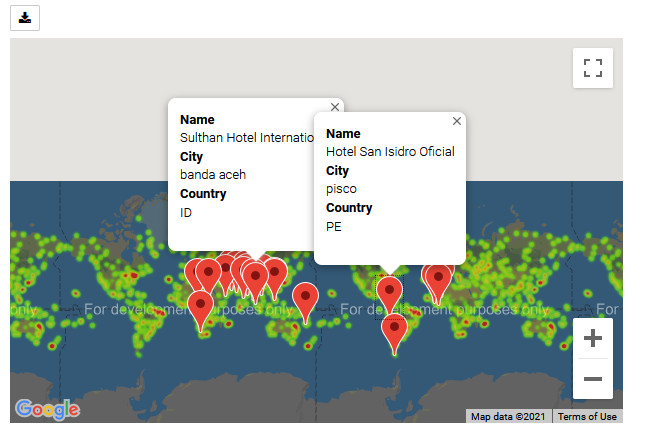 Name
Sulthan Hotel Internatio
City
banda aceh
Country
ID
Name
Hotel San Isidro Oficial
City
pisco
Country
PE
only
For development purposes only
For development purposes only
Google
Map data ©2021
Terms of Use